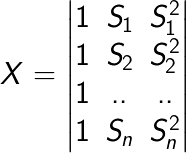 1 S₁ S₁²
X = 1 S₂ S₂²
1 .. ..
1 Sₙ Sₙ²